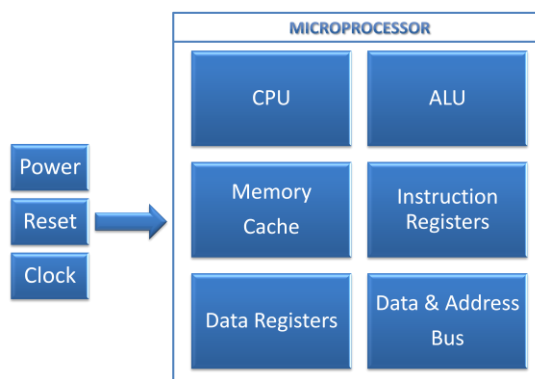 MICROPROCESSOR
CPU
ALU
Power
Reset
Clock
Memory
Cache
Instruction
Registers
Data Registers
Data & Address
Bus